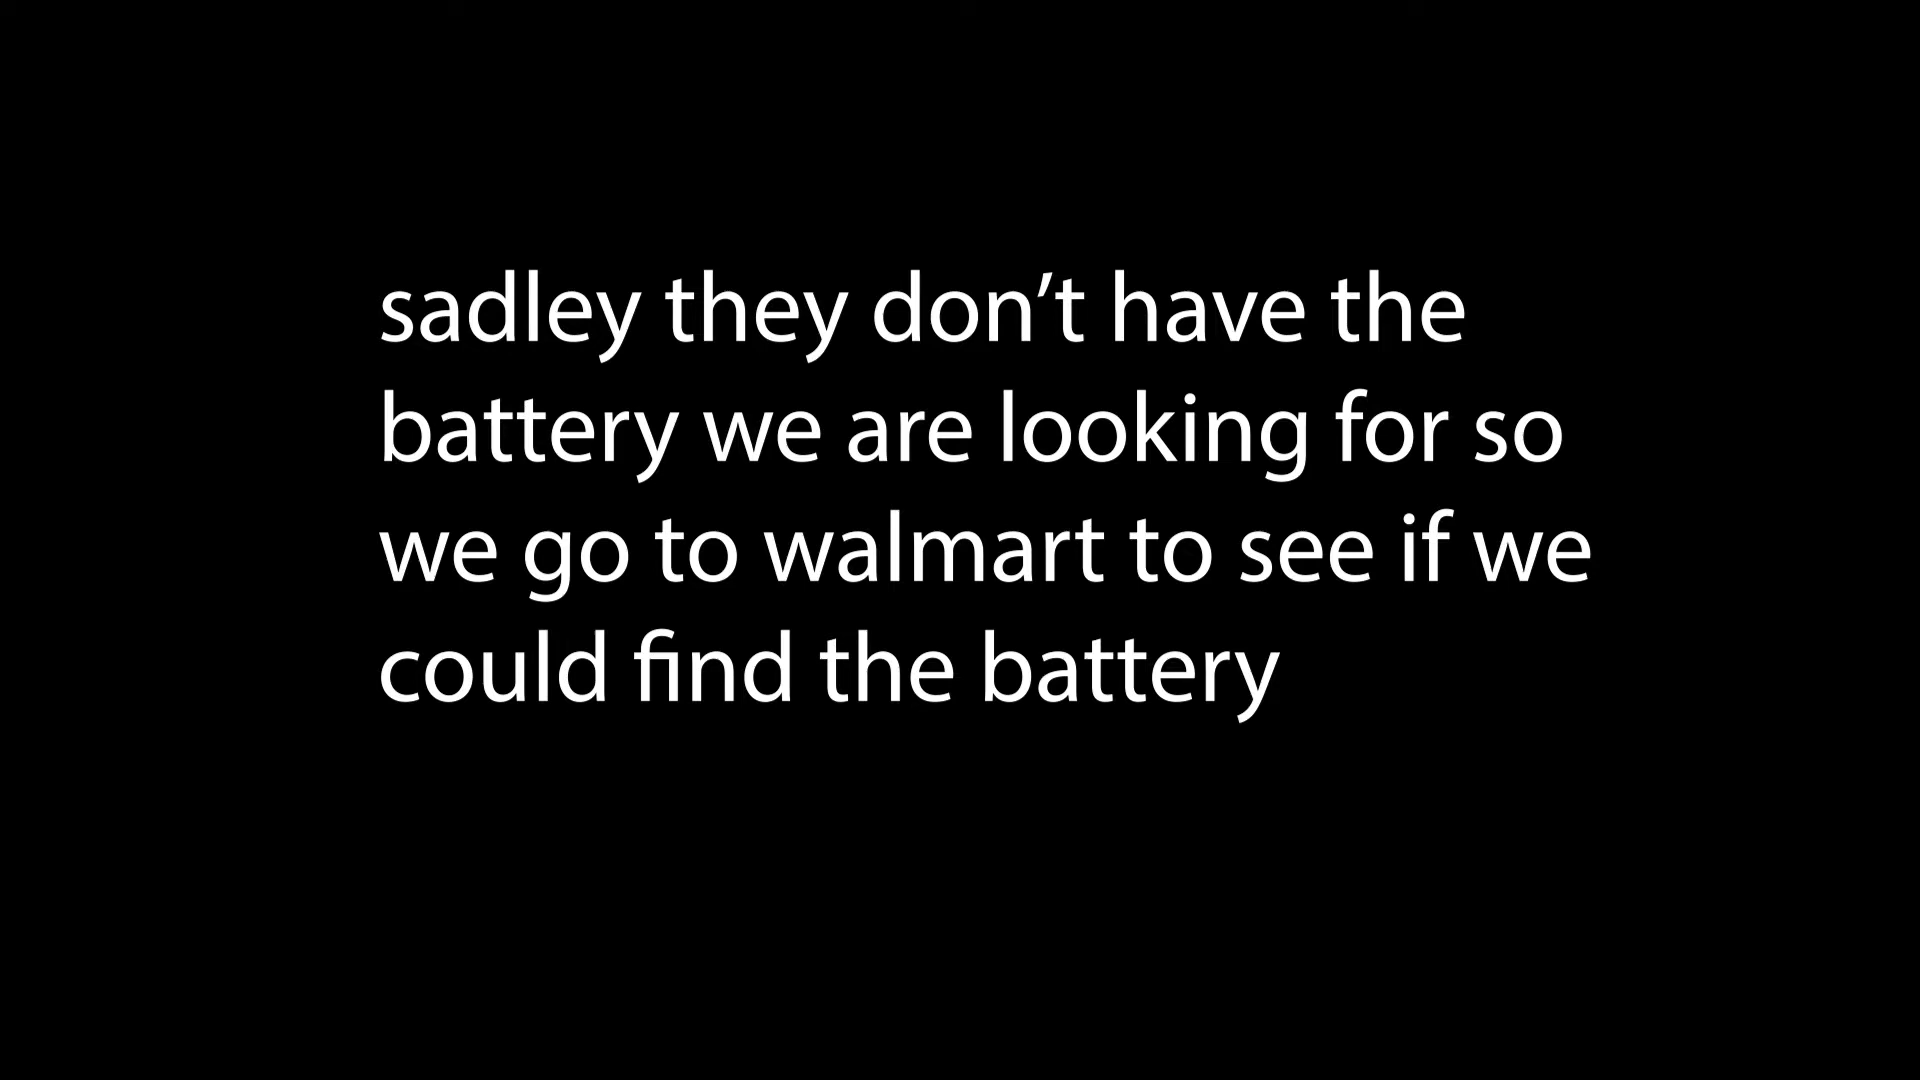 sadley they don’t have the
battery we are looking for so
we go to walmart to see if we
could find the battery